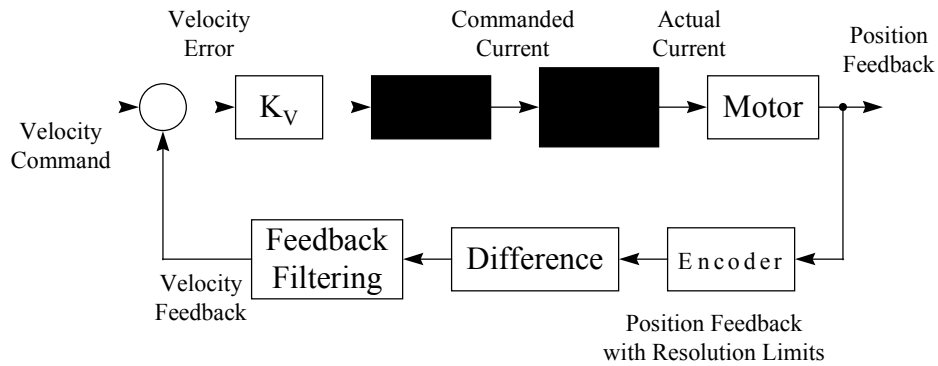 Velocity
Error
Commanded
Current
Actual
Current
Position
Feedback
K_V
Motor
Velocity
Command
Feedback
Filtering
Difference
Encoder
Velocity
Feedback
Position Feedback
with Resolution Limits